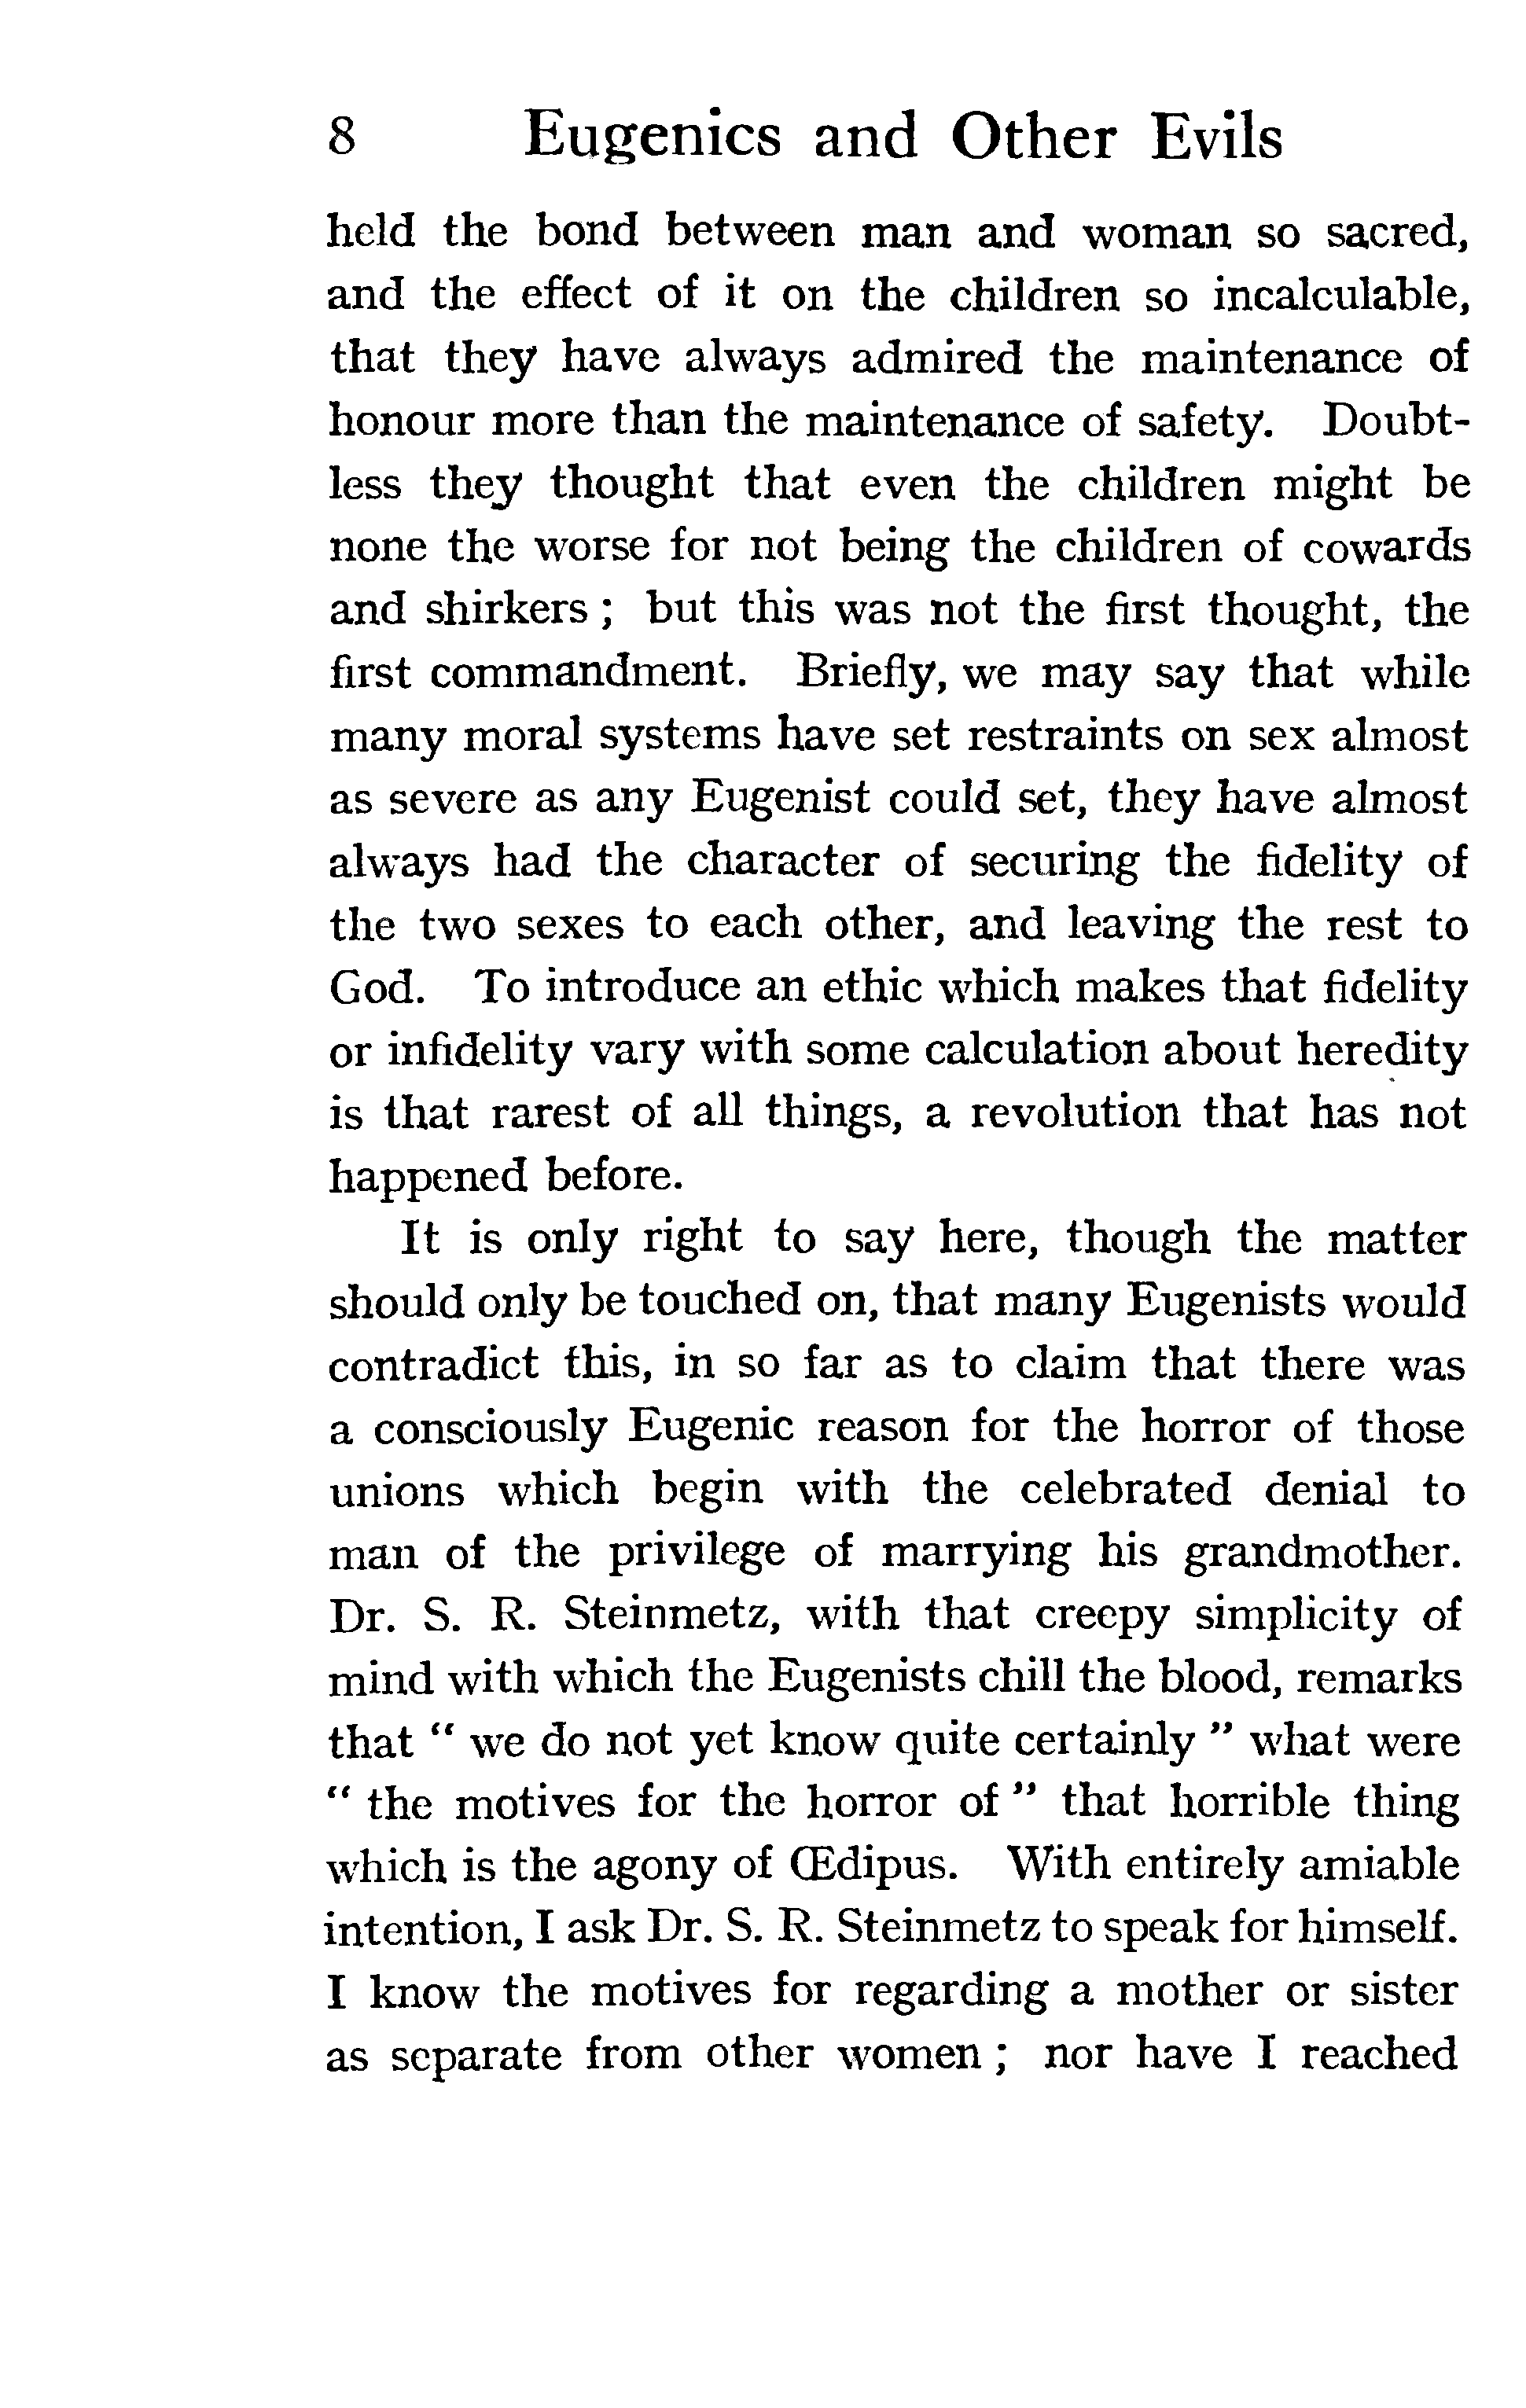 8 Eugenics and Other Evils
held the bond between man and woman so sacred,
and the effect of it on the children so incalculable,
that they have always admired the maintenance of
honour more than the maintenance of safety. Doubt-
less they thought that even the children might be
none the worse for not being the children of cowards
and shirkers ; but this was not the first thought, the
first commandment. Briefly, we may say that while
many moral systems have set restraints on sex almost
as severe as any Eugenist could set, they have almost
always had the character of securing the fidelity of
the two sexes to each other, and leaving the rest to
God. To introduce an ethic which makes that fidelity
or infidelity vary with some calculation about heredity
is that rarest of all things, a revolution that has not
happened before.
It is only right to say here, though the matter
should only be touched on, that many Eugenists would
contradict this, in so far as to claim that there was
a consciously Eugenic reason for the horror of those
unions which begin with the celebrated denial to
man of the privilege of marrying his grandmother.
Dr. S. R. Steinmetz, with that creepy simplicity of
mind with which the Eugenists chill the blood, remarks
that “ we do not yet know quite certainly ” what were
“ the motives for the horror of ” that horrible thing
which is the agony of Œdipus. With entirely amiable
intention, I ask Dr. S. R. Steinmetz to speak for himself.
I know the motives for regarding a mother or sister
as separate from other women ; nor have I reached